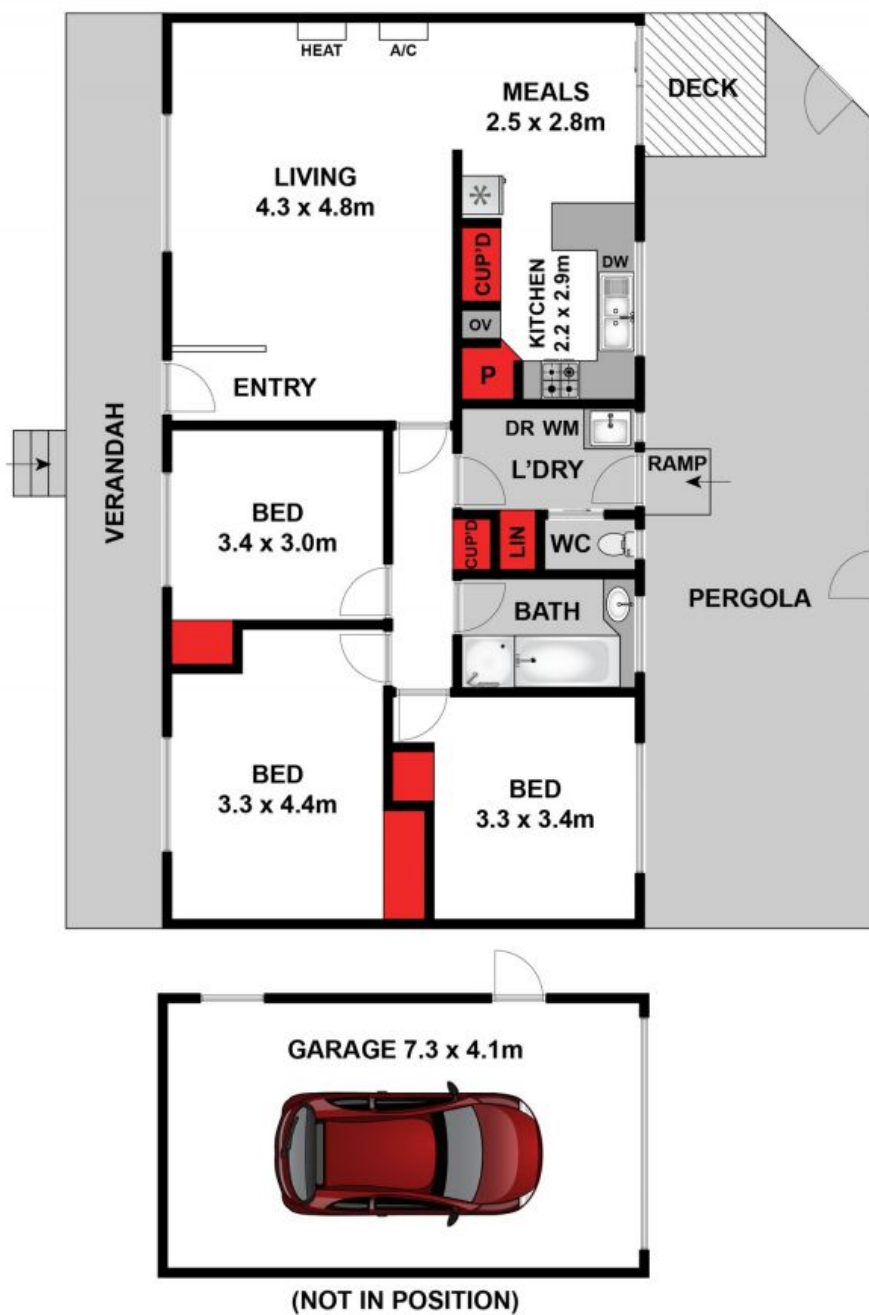 HEAT
A/C
MEALS
2.5 x 2.8m
DECK
LIVING
4.3 x 4.8m
CUP'D
KITCHEN
2.2 x 2.9m
DW
OV
P
ENTRY
VERANDAH
DR WM
L'DRY
RAMP
BED
3.4 x 3.0m
CUP'D
LIN
WC
BATH
PERGOLA
BED
3.3 x 4.4m
BED
3.3 x 3.4m
GARAGE 7.3 x 4.1m
(NOT IN POSITION)